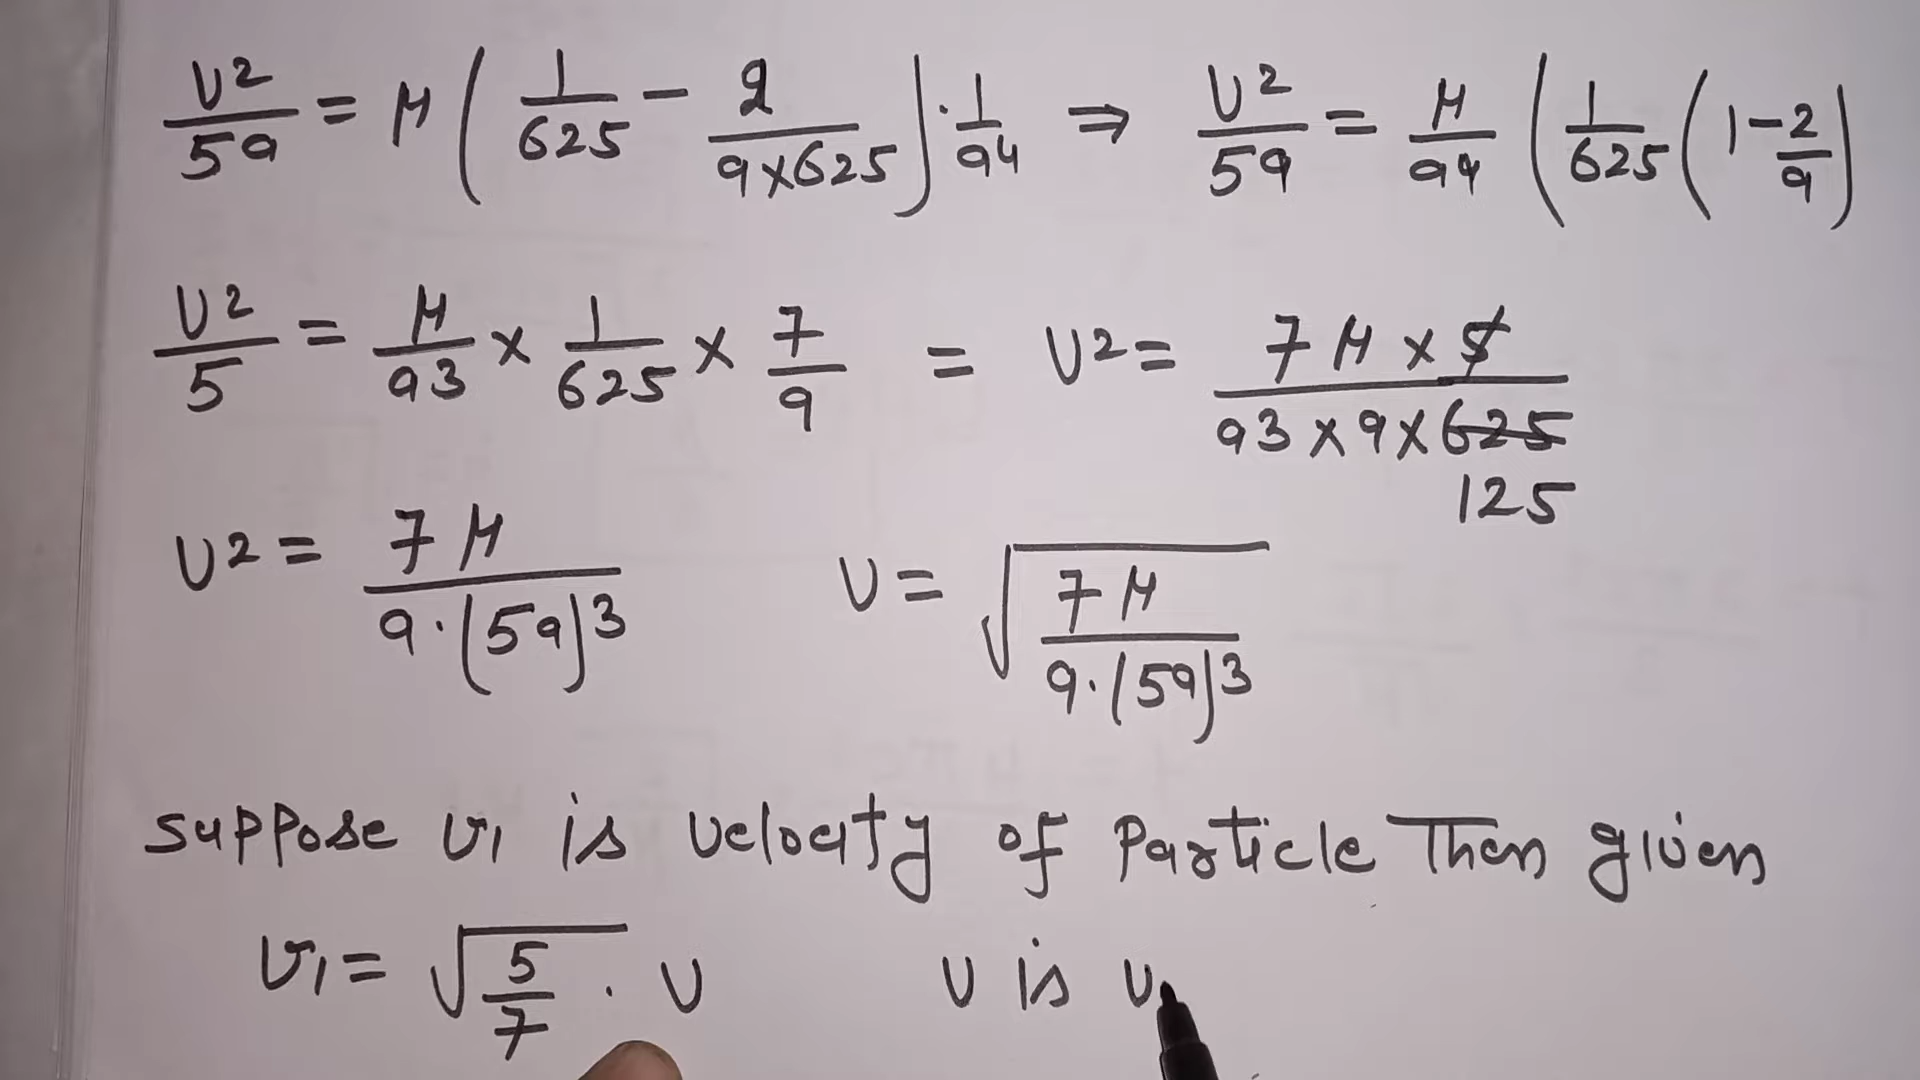 V²/5a = μ(1/625 - 2/(9×625))·1/a4 ⇒ V²/5a = μ/a4 (1/625 (1-2/9)
V²/5 = μ/a3 × 1/625 × 7/9 = V² = 7μ×5/(a3×9×625) 125
V² = 7μ/(9·(5a)3) V = √(7μ/(9·(5a)3))
suppose v1 is velocity of Particle Then given
v1 = √(5/7) · V V is v